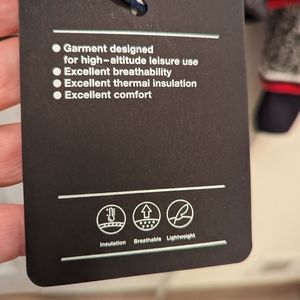 Garment designed
for high-altitude leisure use
Excellent breathability
Excellent thermal insulation
Excellent comfort
Insulation Breathable Lightweight